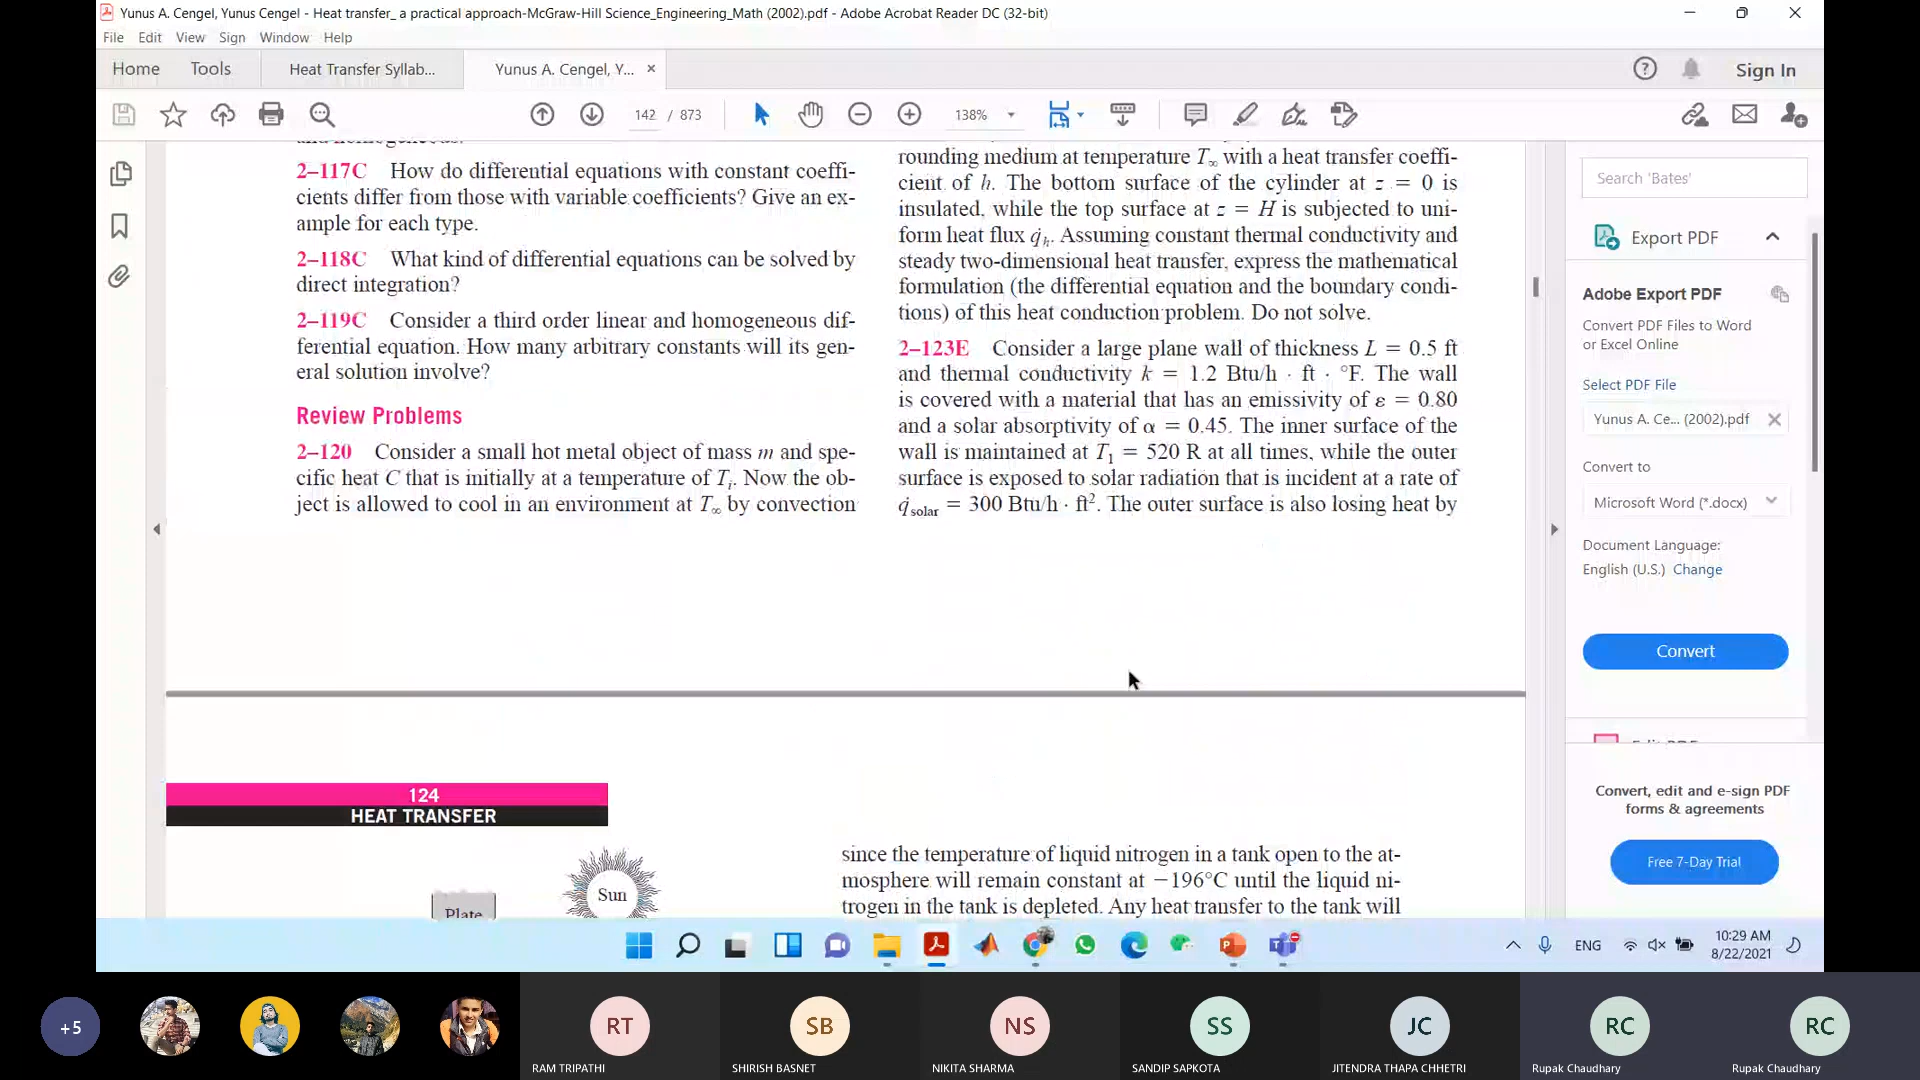 Yunus A. Cengel, Yunus Cengel - Heat transfer_ a practical approach-McGraw-Hill Science_Engineering_Math (2002).pdf - Adobe Acrobat Reader DC (32-bit)
File Edit View Sign Window Help
Home Tools Heat Transfer Syllab... Yunus A. Cengel, Y... × Sign In
142 / 873 138%
2–117C How do differential equations with constant coeffi-
cients differ from those with variable coefficients? Give an ex-
ample for each type.
2–118C What kind of differential equations can be solved by
direct integration?
2–119C Consider a third order linear and homogeneous dif-
ferential equation. How many arbitrary constants will its gen-
eral solution involve?
Review Problems
2–120 Consider a small hot metal object of mass m and spe-
cific heat C that is initially at a temperature of Tᵢ. Now the ob-
ject is allowed to cool in an environment at T∞ by convection
rounding medium at temperature T∞ with a heat transfer coeffi-
cient of h. The bottom surface of the cylinder at z = 0 is
insulated, while the top surface at z = H is subjected to uni-
form heat flux q̇ₕ. Assuming constant thermal conductivity and
steady two-dimensional heat transfer, express the mathematical
formulation (the differential equation and the boundary condi-
tions) of this heat conduction problem. Do not solve.
2–123E Consider a large plane wall of thickness L = 0.5 ft
and thermal conductivity k = 1.2 Btu/h · ft · °F. The wall
is covered with a material that has an emissivity of ε = 0.80
and a solar absorptivity of α = 0.45. The inner surface of the
wall is maintained at T₁ = 520 R at all times, while the outer
surface is exposed to solar radiation that is incident at a rate of
q̇solar = 300 Btu/h · ft². The outer surface is also losing heat by
124
HEAT TRANSFER
Sun
Plate
since the temperature of liquid nitrogen in a tank open to the at-
mosphere will remain constant at −196°C until the liquid ni-
trogen in the tank is depleted. Any heat transfer to the tank will
Search 'Bates'
Export PDF
Adobe Export PDF
Convert PDF Files to Word
or Excel Online
Select PDF File
Yunus A. Ce... (2002).pdf
Convert to
Microsoft Word (*.docx)
Document Language:
English (U.S.) Change
Convert
Convert, edit and e-sign PDF
forms & agreements
Free 7-Day Trial
ENG
10:29 AM
8/22/2021
+5 RT SB NS SS JC RC RC
RAM TRIPATHI SHIRISH BASNET NIKITA SHARMA SANDIP SAPKOTA JITENDRA THAPA CHHETRI Rupak Chaudhary Rupak Chaudhary